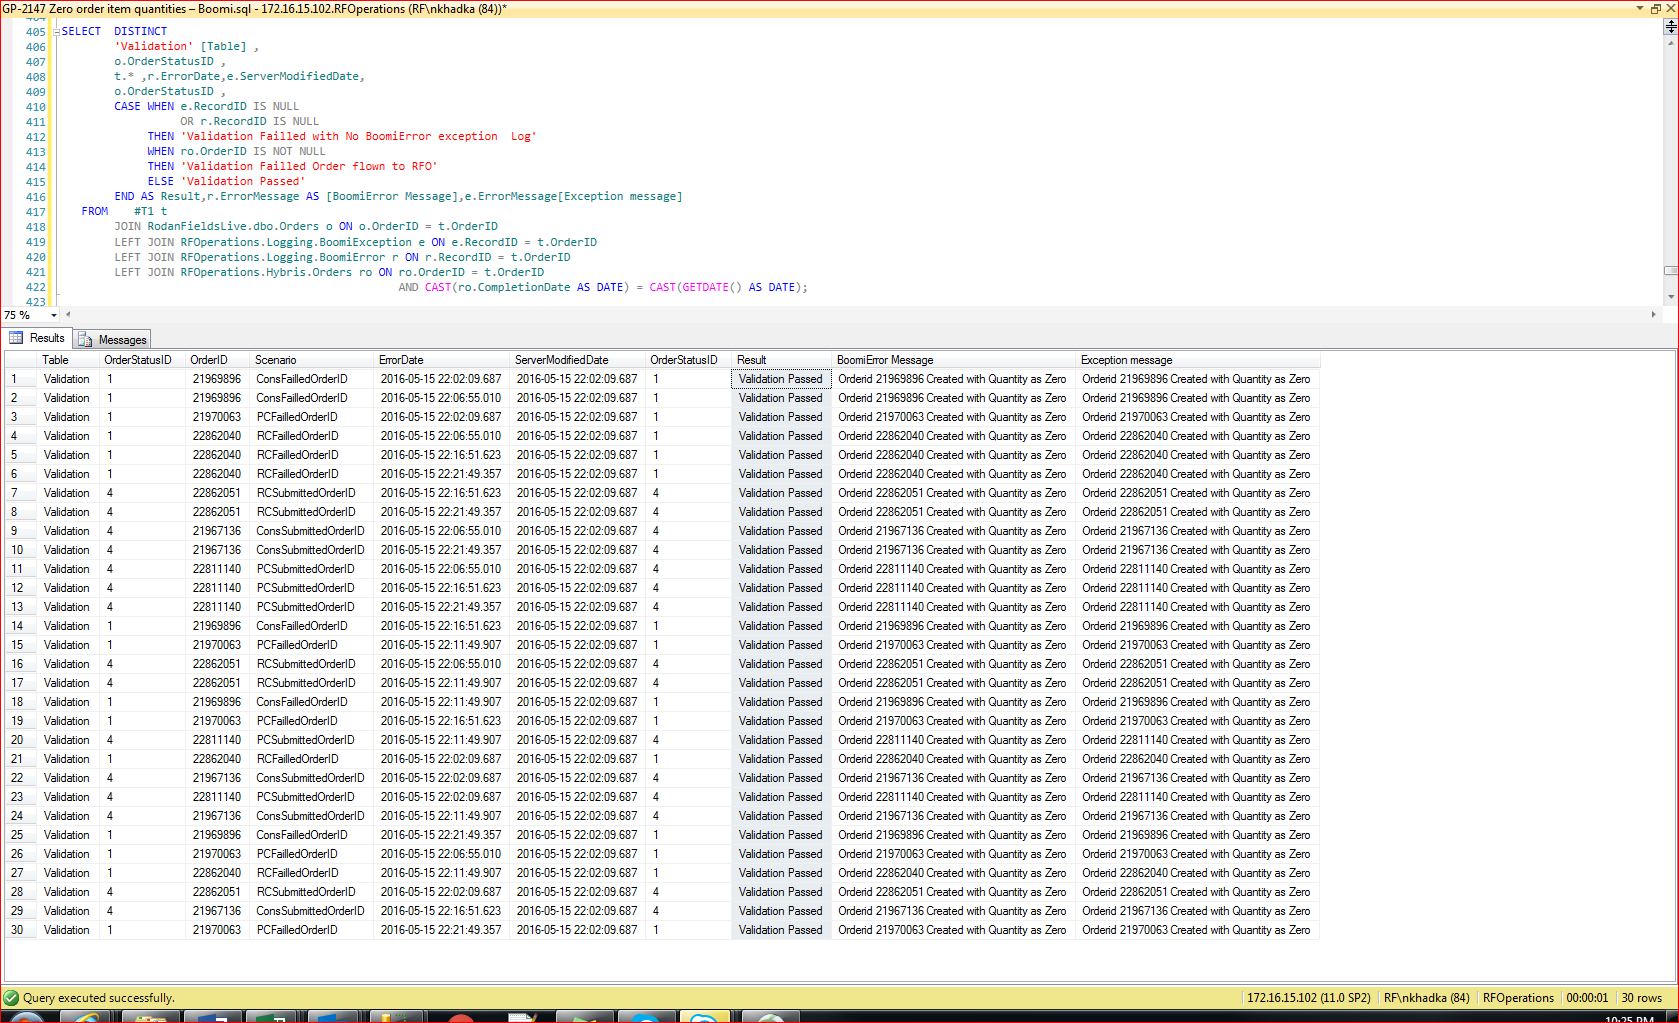 GP-2147 Zero order item quantities – Boomi.sql - 172.16.15.102.RFOperations (RF\nkhadka (84))*
404
405 SELECT DISTINCT
406 'Validation' [Table] ,
407 o.OrderStatusID ,
408 t.* ,r.ErrorDate,e.ServerModifiedDate,
409 o.OrderStatusID ,
410 CASE WHEN e.RecordID IS NULL
411 OR r.RecordID IS NULL
412 THEN 'Validation Failled with No BoomiError exception  Log'
413 WHEN ro.OrderID IS NOT NULL
414 THEN 'Validation Failled Order flown to RFO'
415 ELSE 'Validation Passed'
416 END AS Result,r.ErrorMessage AS [BoomiError Message],e.ErrorMessage[Exception message]
417 FROM #T1 t
418 JOIN RodanFieldsLive.dbo.Orders o ON o.OrderID = t.OrderID
419 LEFT JOIN RFOperations.Logging.BoomiException e ON e.RecordID = t.OrderID
420 LEFT JOIN RFOperations.Logging.BoomiError r ON r.RecordID = t.OrderID
421 LEFT JOIN RFOperations.Hybris.Orders ro ON ro.OrderID = t.OrderID
422 AND CAST(ro.CompletionDate AS DATE) = CAST(GETDATE() AS DATE);
423
75 %
Results Messages
Table OrderStatusID OrderID Scenario ErrorDate ServerModifiedDate OrderStatusID Result BoomiError Message Exception message
1 Validation 1 21969896 ConsFailledOrderID 2016-05-15 22:02:09.687 2016-05-15 22:02:09.687 1 Validation Passed Orderid 21969896 Created with Quantity as Zero Orderid 21969896 Created with Quantity as Zero
2 Validation 1 21969896 ConsFailledOrderID 2016-05-15 22:06:55.010 2016-05-15 22:02:09.687 1 Validation Passed Orderid 21969896 Created with Quantity as Zero Orderid 21969896 Created with Quantity as Zero
3 Validation 1 21970063 PCFailledOrderID 2016-05-15 22:02:09.687 2016-05-15 22:02:09.687 1 Validation Passed Orderid 21970063 Created with Quantity as Zero Orderid 21970063 Created with Quantity as Zero
4 Validation 1 22862040 RCFailledOrderID 2016-05-15 22:06:55.010 2016-05-15 22:02:09.687 1 Validation Passed Orderid 22862040 Created with Quantity as Zero Orderid 22862040 Created with Quantity as Zero
5 Validation 1 22862040 RCFailledOrderID 2016-05-15 22:16:51.623 2016-05-15 22:02:09.687 1 Validation Passed Orderid 22862040 Created with Quantity as Zero Orderid 22862040 Created with Quantity as Zero
6 Validation 1 22862040 RCFailledOrderID 2016-05-15 22:21:49.357 2016-05-15 22:02:09.687 1 Validation Passed Orderid 22862040 Created with Quantity as Zero Orderid 22862040 Created with Quantity as Zero
7 Validation 4 22862051 RCSubmittedOrderID 2016-05-15 22:16:51.623 2016-05-15 22:02:09.687 4 Validation Passed Orderid 22862051 Created with Quantity as Zero Orderid 22862051 Created with Quantity as Zero
8 Validation 4 22862051 RCSubmittedOrderID 2016-05-15 22:21:49.357 2016-05-15 22:02:09.687 4 Validation Passed Orderid 22862051 Created with Quantity as Zero Orderid 22862051 Created with Quantity as Zero
9 Validation 4 21967136 ConsSubmittedOrderID 2016-05-15 22:06:55.010 2016-05-15 22:02:09.687 4 Validation Passed Orderid 21967136 Created with Quantity as Zero Orderid 21967136 Created with Quantity as Zero
10 Validation 4 21967136 ConsSubmittedOrderID 2016-05-15 22:21:49.357 2016-05-15 22:02:09.687 4 Validation Passed Orderid 21967136 Created with Quantity as Zero Orderid 21967136 Created with Quantity as Zero
11 Validation 4 22811140 PCSubmittedOrderID 2016-05-15 22:06:55.010 2016-05-15 22:02:09.687 4 Validation Passed Orderid 22811140 Created with Quantity as Zero Orderid 22811140 Created with Quantity as Zero
12 Validation 4 22811140 PCSubmittedOrderID 2016-05-15 22:16:51.623 2016-05-15 22:02:09.687 4 Validation Passed Orderid 22811140 Created with Quantity as Zero Orderid 22811140 Created with Quantity as Zero
13 Validation 4 22811140 PCSubmittedOrderID 2016-05-15 22:21:49.357 2016-05-15 22:02:09.687 4 Validation Passed Orderid 22811140 Created with Quantity as Zero Orderid 22811140 Created with Quantity as Zero
14 Validation 1 21969896 ConsFailledOrderID 2016-05-15 22:16:51.623 2016-05-15 22:02:09.687 1 Validation Passed Orderid 21969896 Created with Quantity as Zero Orderid 21969896 Created with Quantity as Zero
15 Validation 1 21970063 PCFailledOrderID 2016-05-15 22:11:49.907 2016-05-15 22:02:09.687 1 Validation Passed Orderid 21970063 Created with Quantity as Zero Orderid 21970063 Created with Quantity as Zero
16 Validation 4 22862051 RCSubmittedOrderID 2016-05-15 22:06:55.010 2016-05-15 22:02:09.687 4 Validation Passed Orderid 22862051 Created with Quantity as Zero Orderid 22862051 Created with Quantity as Zero
17 Validation 4 22862051 RCSubmittedOrderID 2016-05-15 22:11:49.907 2016-05-15 22:02:09.687 4 Validation Passed Orderid 22862051 Created with Quantity as Zero Orderid 22862051 Created with Quantity as Zero
18 Validation 1 21969896 ConsFailledOrderID 2016-05-15 22:11:49.907 2016-05-15 22:02:09.687 1 Validation Passed Orderid 21969896 Created with Quantity as Zero Orderid 21969896 Created with Quantity as Zero
19 Validation 1 21970063 PCFailledOrderID 2016-05-15 22:16:51.623 2016-05-15 22:02:09.687 1 Validation Passed Orderid 21970063 Created with Quantity as Zero Orderid 21970063 Created with Quantity as Zero
20 Validation 4 22811140 PCSubmittedOrderID 2016-05-15 22:11:49.907 2016-05-15 22:02:09.687 4 Validation Passed Orderid 22811140 Created with Quantity as Zero Orderid 22811140 Created with Quantity as Zero
21 Validation 1 22862040 RCFailledOrderID 2016-05-15 22:02:09.687 2016-05-15 22:02:09.687 1 Validation Passed Orderid 22862040 Created with Quantity as Zero Orderid 22862040 Created with Quantity as Zero
22 Validation 4 21967136 ConsSubmittedOrderID 2016-05-15 22:02:09.687 2016-05-15 22:02:09.687 4 Validation Passed Orderid 21967136 Created with Quantity as Zero Orderid 21967136 Created with Quantity as Zero
23 Validation 4 22811140 PCSubmittedOrderID 2016-05-15 22:02:09.687 2016-05-15 22:02:09.687 4 Validation Passed Orderid 22811140 Created with Quantity as Zero Orderid 22811140 Created with Quantity as Zero
24 Validation 4 21967136 ConsSubmittedOrderID 2016-05-15 22:11:49.907 2016-05-15 22:02:09.687 4 Validation Passed Orderid 21967136 Created with Quantity as Zero Orderid 21967136 Created with Quantity as Zero
25 Validation 1 21969896 ConsFailledOrderID 2016-05-15 22:21:49.357 2016-05-15 22:02:09.687 1 Validation Passed Orderid 21969896 Created with Quantity as Zero Orderid 21969896 Created with Quantity as Zero
26 Validation 1 21970063 PCFailledOrderID 2016-05-15 22:06:55.010 2016-05-15 22:02:09.687 1 Validation Passed Orderid 21970063 Created with Quantity as Zero Orderid 21970063 Created with Quantity as Zero
27 Validation 1 22862040 RCFailledOrderID 2016-05-15 22:11:49.907 2016-05-15 22:02:09.687 1 Validation Passed Orderid 22862040 Created with Quantity as Zero Orderid 22862040 Created with Quantity as Zero
28 Validation 4 22862051 RCSubmittedOrderID 2016-05-15 22:02:09.687 2016-05-15 22:02:09.687 4 Validation Passed Orderid 22862051 Created with Quantity as Zero Orderid 22862051 Created with Quantity as Zero
29 Validation 4 21967136 ConsSubmittedOrderID 2016-05-15 22:16:51.623 2016-05-15 22:02:09.687 4 Validation Passed Orderid 21967136 Created with Quantity as Zero Orderid 21967136 Created with Quantity as Zero
30 Validation 1 21970063 PCFailledOrderID 2016-05-15 22:21:49.357 2016-05-15 22:02:09.687 1 Validation Passed Orderid 21970063 Created with Quantity as Zero Orderid 21970063 Created with Quantity as Zero
Query executed successfully. 172.16.15.102 (11.0 SP2) RF\nkhadka (84) RFOperations 00:00:01 30 rows
10:25 PM